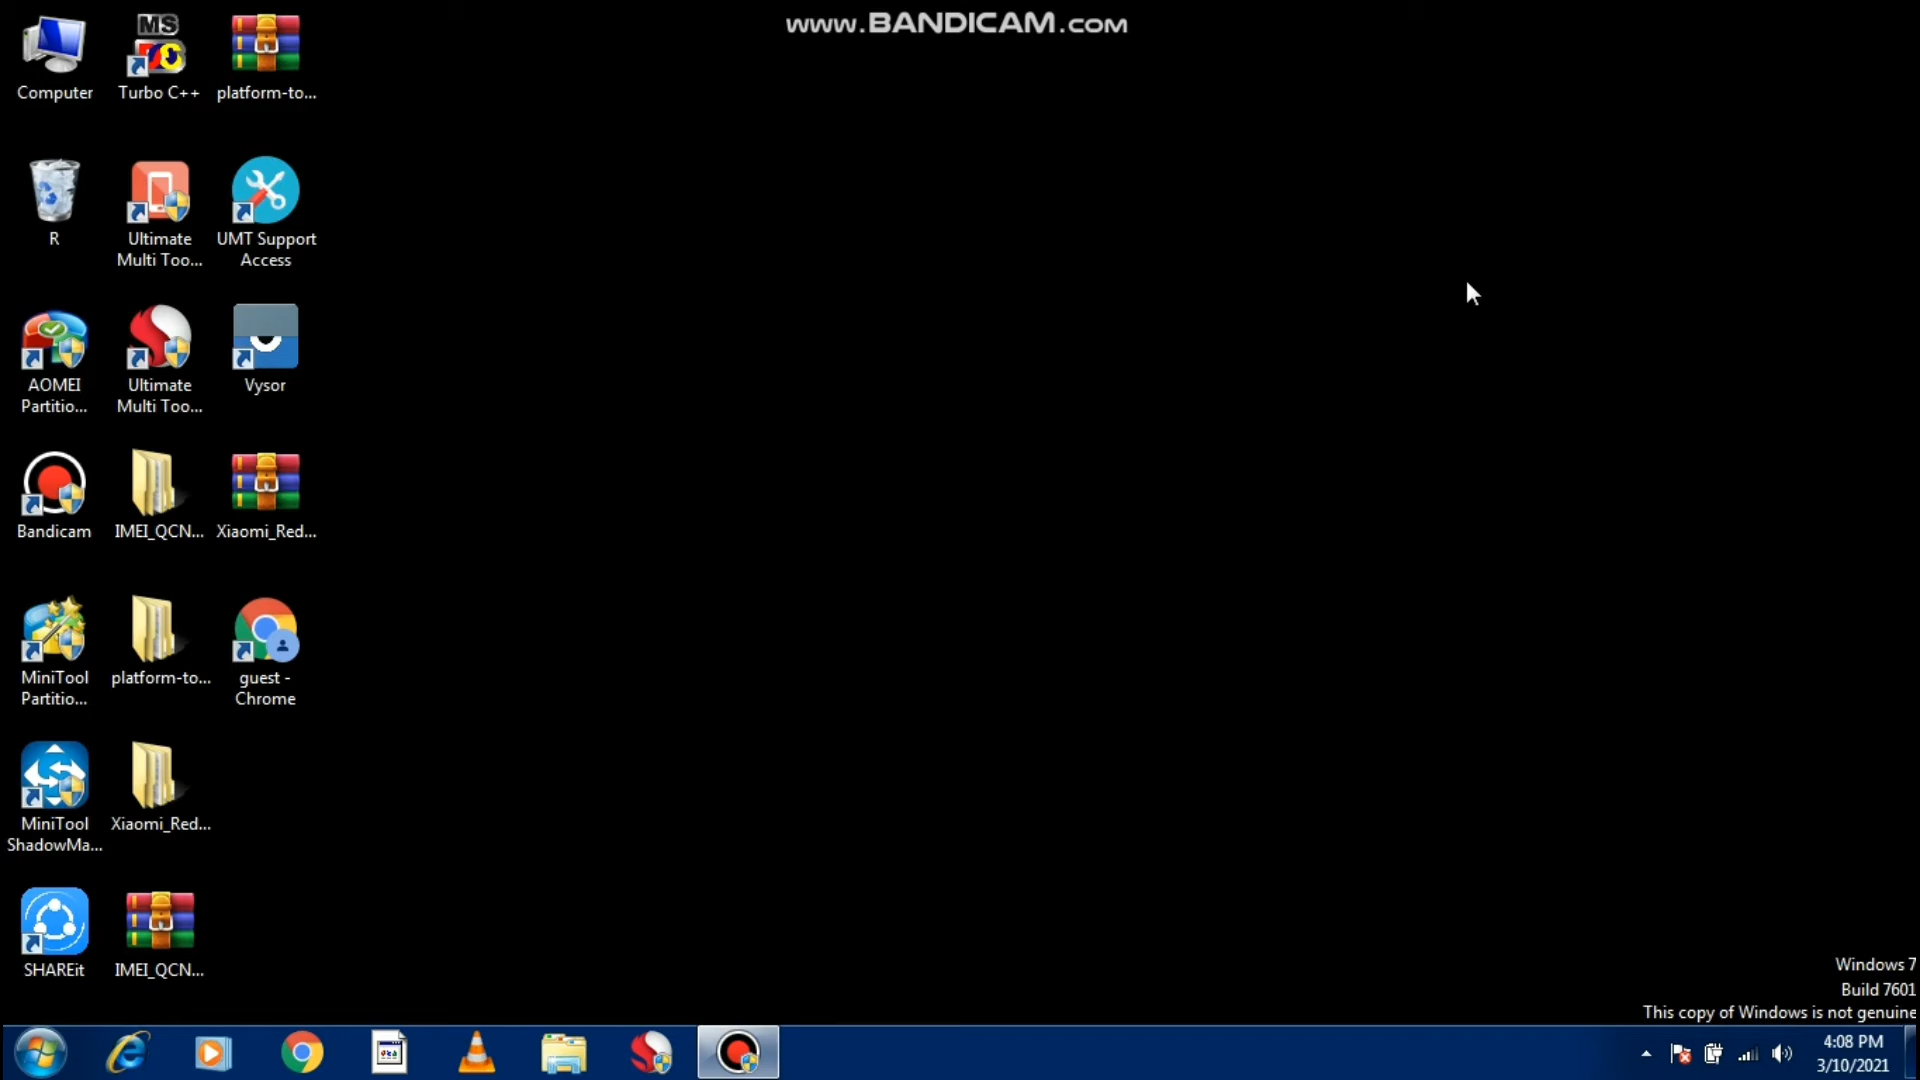 www.BANDICAM.com
Computer
Turbo C++
platform-to...
MS
R
Ultimate
Multi Too...
UMT Support
Access
AOMEI
Partitio...
Ultimate
Multi Too...
Vysor
Bandicam
IMEI_QCN...
Xiaomi_Red...
MiniTool
Partitio...
platform-to...
guest -
Chrome
MiniTool
ShadowMa...
Xiaomi_Red...
SHAREit
IMEI_QCN...
Windows 7
Build 7601
This copy of Windows is not genuine
4:08 PM
3/10/2021